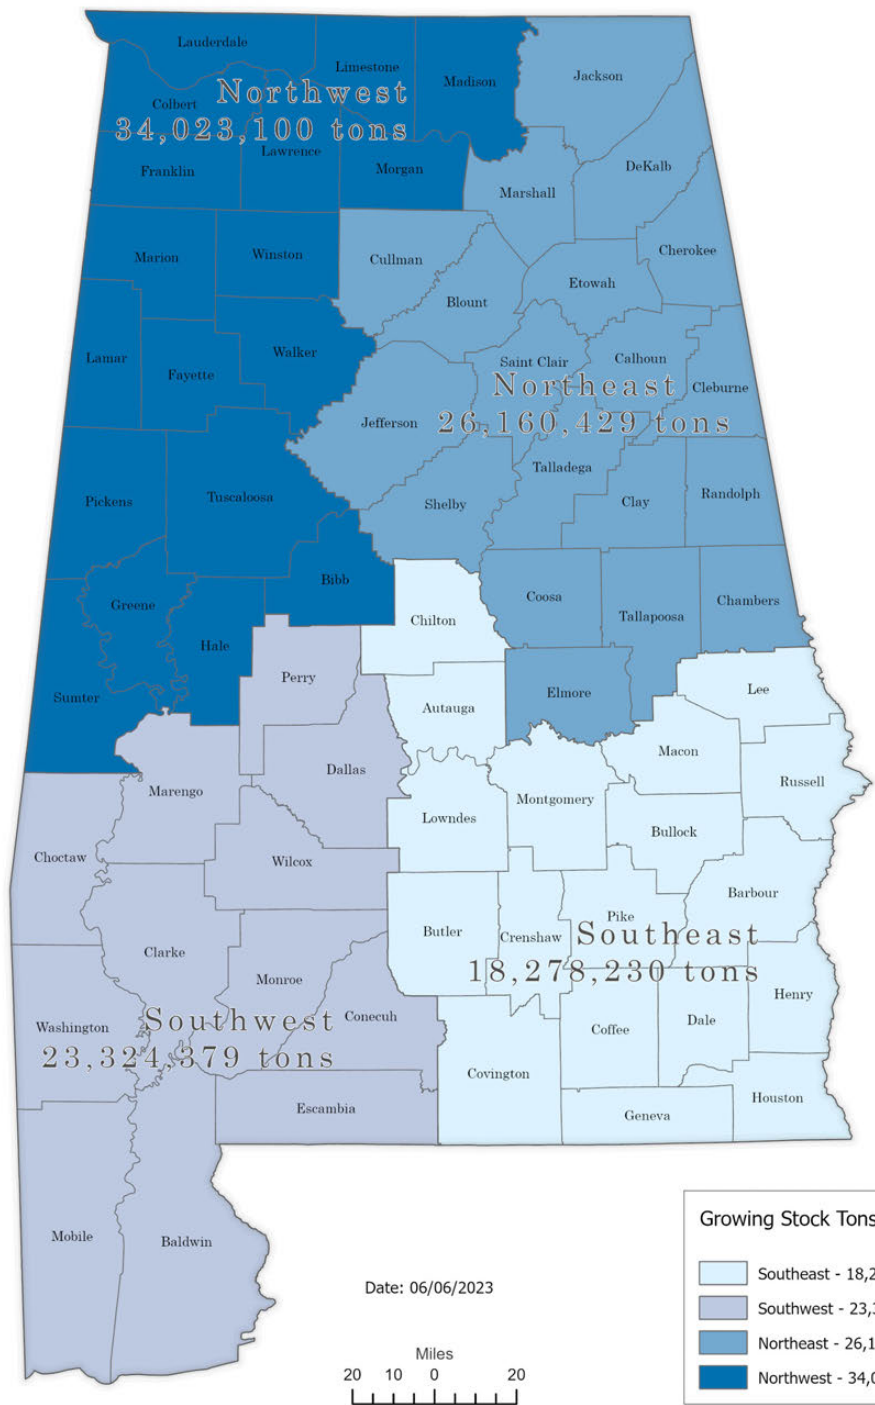 Lauderdale
Limestone
Madison
Jackson
Northwest
34,023,100 tons
Colbert
Lawrence
Franklin
Morgan
DeKalb
Marshall
Marion
Winston
Cullman
Cherokee
Etowah
Blount
Lamar
Fayette
Walker
Saint Clair
Calhoun
Cleburne
Northeast
26,160,429 tons
Jefferson
Talladega
Pickens
Tuscaloosa
Shelby
Clay
Randolph
Greene
Bibb
Coosa
Chambers
Tallapoosa
Chilton
Hale
Perry
Sumter
Autauga
Elmore
Lee
Macon
Dallas
Marengo
Montgomery
Russell
Lowndes
Bullock
Choctaw
Wilcox
Barbour
Pike
Butler
Crenshaw
Southeast
18,278,230 tons
Clarke
Monroe
Henry
Conecuh
Washington
Southwest
23,324,379 tons
Coffee
Dale
Covington
Escambia
Geneva
Houston
Mobile
Baldwin
Growing Stock Tons
Southeast - 18,2
Southwest - 23,3
Northeast - 26,1
Northwest - 34,0
Date: 06/06/2023
Miles
20 10 0 20